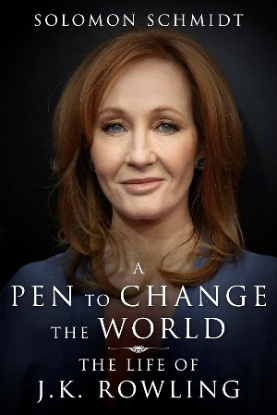 SOLOMON SCHMIDT
A
PEN TO CHANGE
THE WORLD
THE LIFE OF
J.K. ROWLING